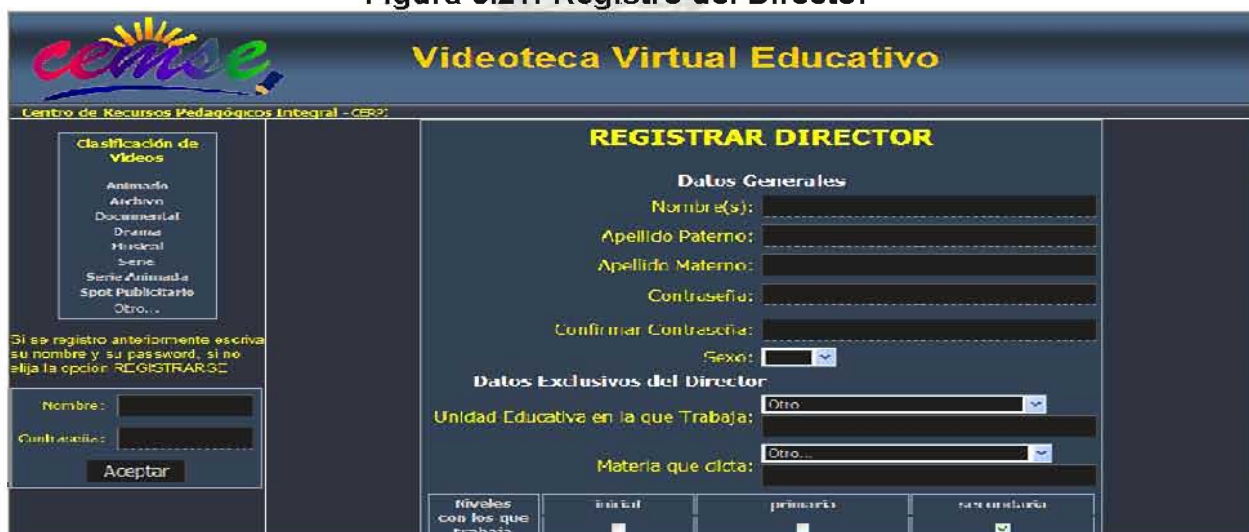 Figura 5.21: Registro del Director
cemse
Videoteca Virtual Educativo
Centro de Recursos Pedagógicos Integral - CERPI
Clasificación de
Videos
Animado
Archivo
Documental
Drama
Musical
Serie
Serie Animada
Spot Publicitario
Otro...
Si se registro anteriormente escriva
su nombre y su password, si no
elija la opción REGISTRARSE
Nombre:
Contraseña:
Aceptar
REGISTRAR DIRECTOR
Datos Generales
Nombre(s):
Apellido Paterno:
Apellido Materno:
Contraseña:
Confirmar Contraseña:
Sexo:
Datos Exclusivos del Director
Unidad Educativa en la que Trabaja:
Otro
Materia que dicta:
Otro...
Niveles
con los que
trabaja
inicial
primaria
secundaria